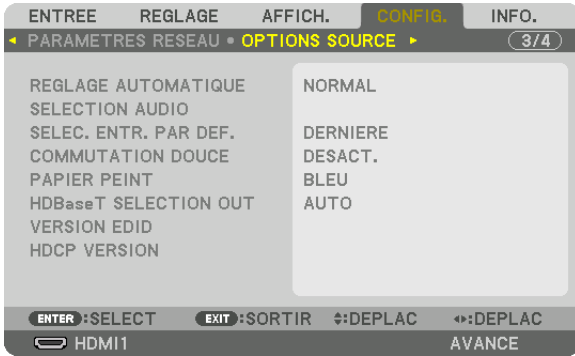 ENTREE REGLAGE AFFICH. CONFIG. INFO.
PARAMETRES RESEAU • OPTIONS SOURCE 3/4
REGLAGE AUTOMATIQUE NORMAL
SELECTION AUDIO
SELEC. ENTR. PAR DEF. DERNIERE
COMMUTATION DOUCE DESACT.
PAPIER PEINT BLEU
HDBaseT SELECTION OUT AUTO
VERSION EDID
HDCP VERSION
ENTER :SELECT EXIT :SORTIR :DEPLAC :DEPLAC
HDMI1 AVANCE